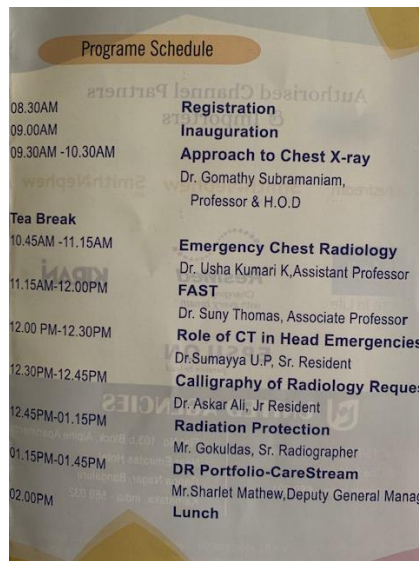 Programe Schedule
08.30AM Registration
09.00AM Inauguration
09.30AM -10.30AM Approach to Chest X-ray
Dr. Gomathy Subramaniam,
Professor & H.O.D
Tea Break
10.45AM -11.15AM Emergency Chest Radiology
Dr. Usha Kumari K,Assistant Professor
11.15AM-12.00PM FAST
Dr. Suny Thomas, Associate Professor
12.00 PM-12.30PM Role of CT in Head Emergencies
Dr.Sumayya U.P, Sr. Resident
12.30PM-12.45PM Calligraphy of Radiology Reques
Dr. Askar Ali, Jr Resident
12.45PM-01.15PM Radiation Protection
Mr. Gokuldas, Sr. Radiographer
01.15PM-01.45PM DR Portfolio-CareStream
Mr.Sharlet Mathew,Deputy General Manag
02.00PM Lunch